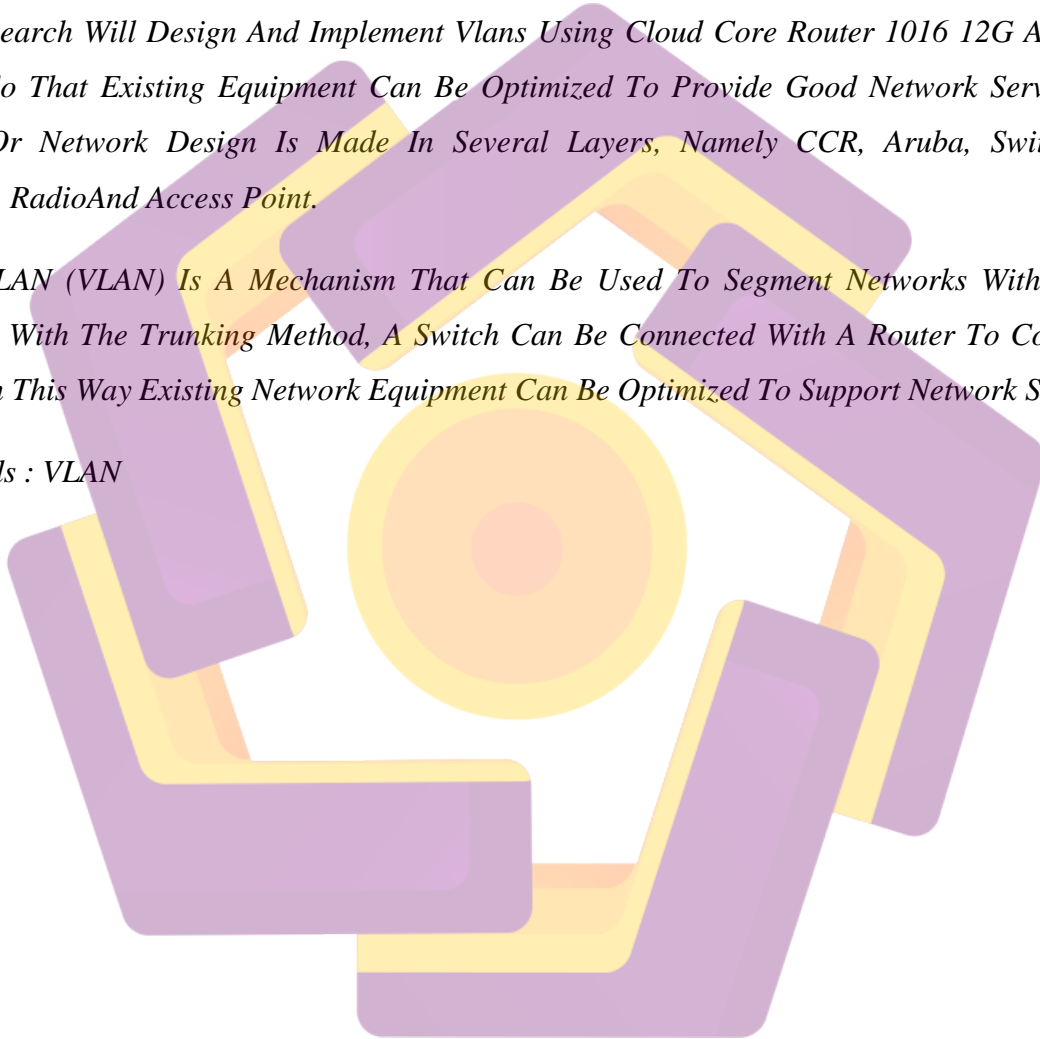 earch Will Design And Implement Vlans Using Cloud Core Router 1016 12G A
o That Existing Equipment Can Be Optimized To Provide Good Network Serv
Or Network Design Is Made In Several Layers, Namely CCR, Aruba, Swi
RadioAnd Access Point.
LAN (VLAN) Is A Mechanism That Can Be Used To Segment Networks With
With The Trunking Method, A Switch Can Be Connected With A Router To Co
This Way Existing Network Equipment Can Be Optimized To Support Network S
ls : VLAN